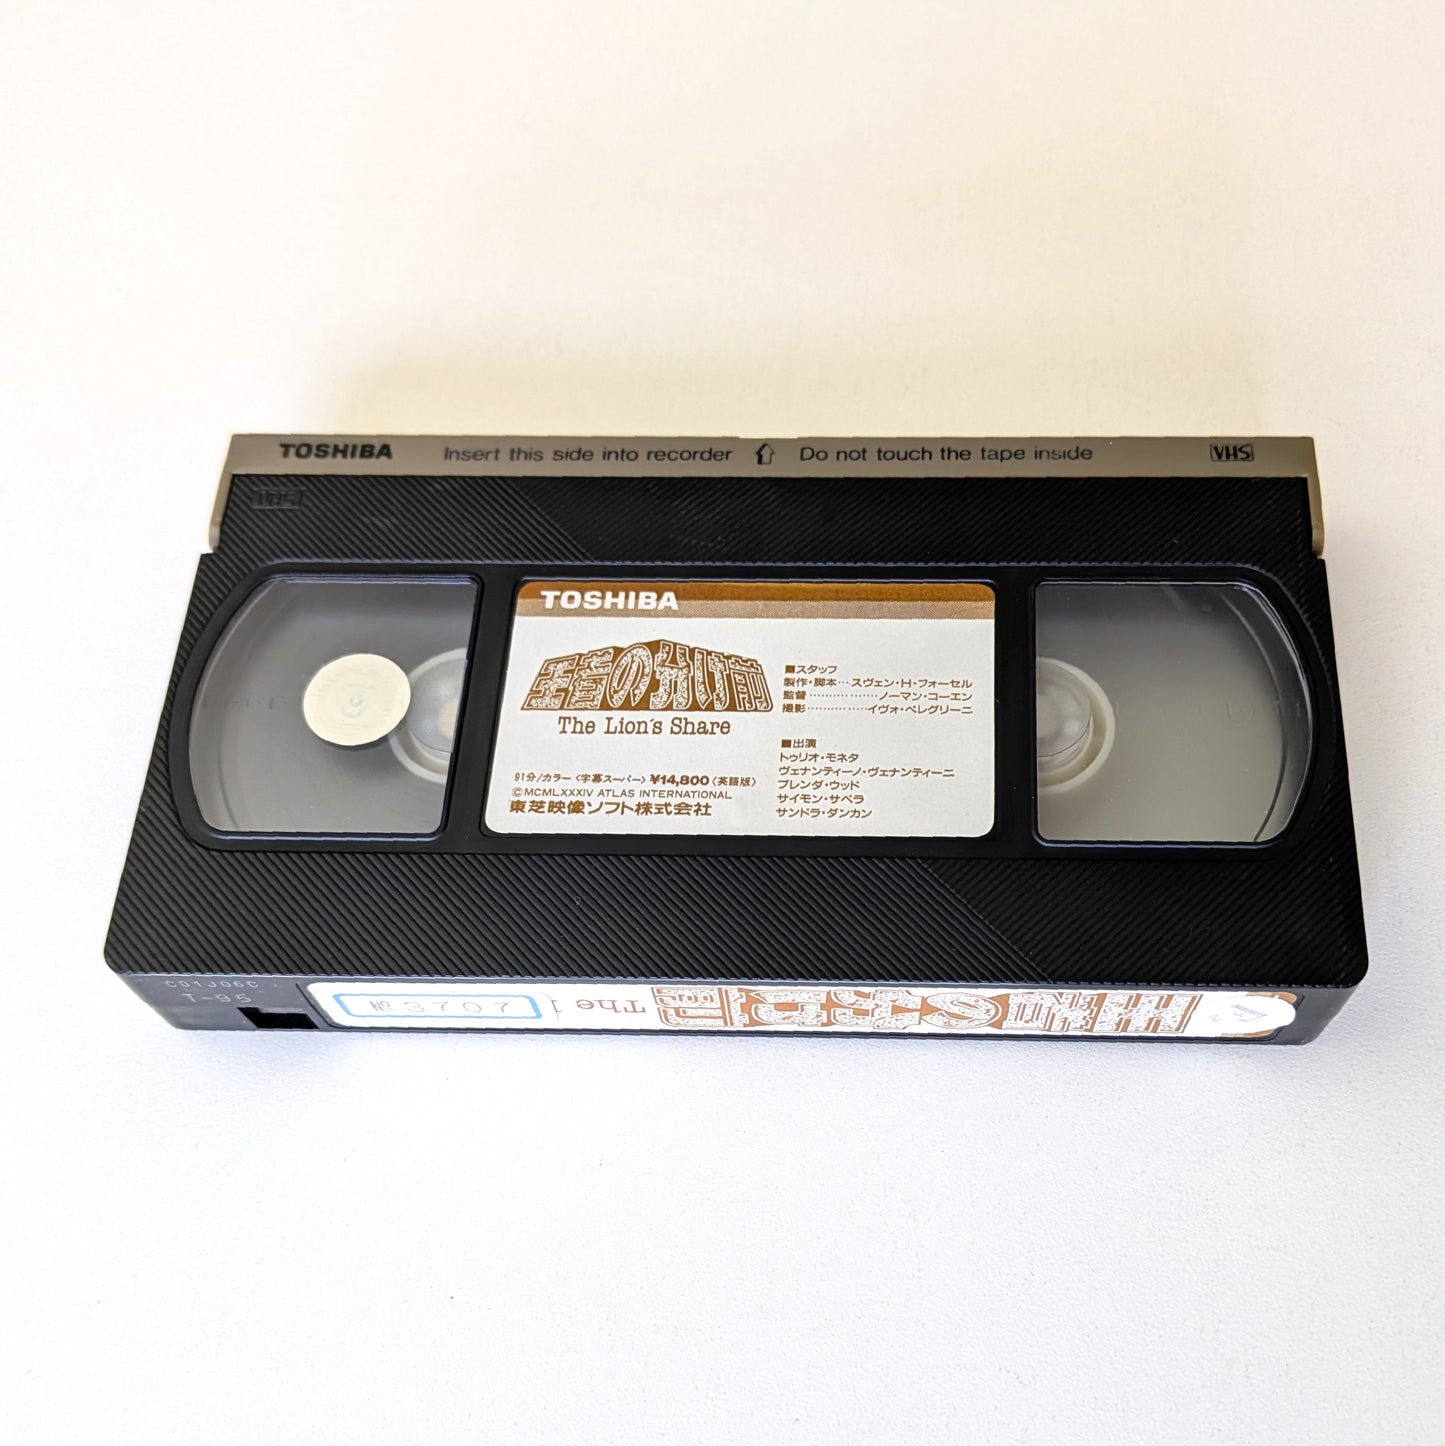 TOSHIBA Insert this side into recorder ⇧ Do not touch the tape inside VHS
VHS
TOSHIBA
王者の分け前
The Lion's Share
91分/カラー〈字幕スーパー〉¥14,800〈英語版〉
©MCMLXXXIV ATLAS INTERNATIONAL
東芝映像ソフト株式会社
■スタッフ
製作・脚本…スヴェン・H・フォーセル
監督………………ノーマン・コーエン
撮影……………イヴォ・ペレグリーニ
■出演
トゥリオ・モネタ
ヴェナンティーノ・ヴェナンティーニ
ブレンダ・ウッド
サイモン・サベラ
サンドラ・ダンカン
C01J06C
T-95
№3707
The